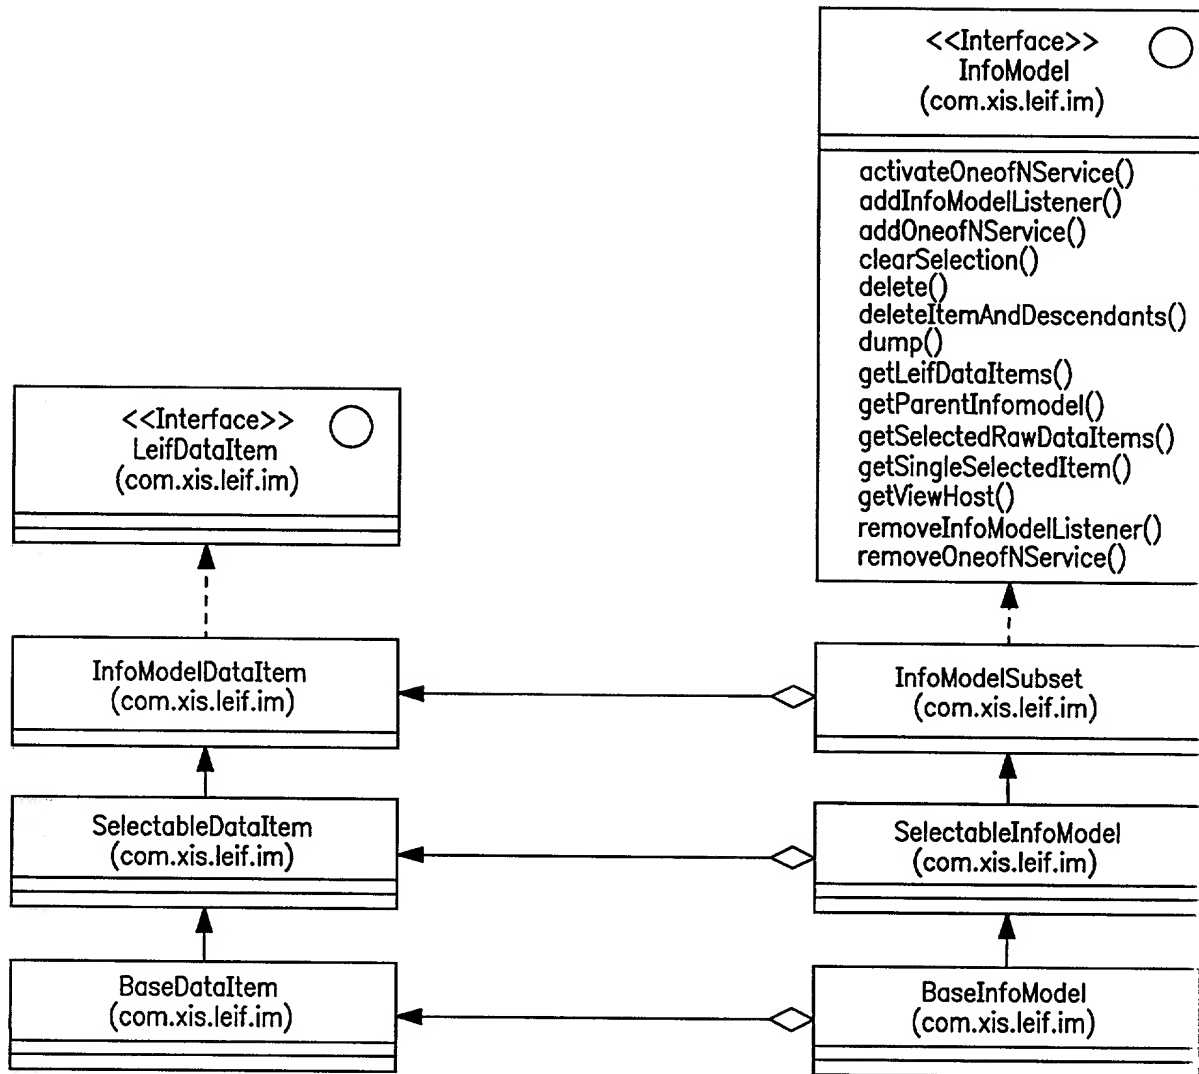 <<Interface>>
InfoModel
(com.xis.leif.im)
activateOneofNService()
addInfoModelListener()
addOneofNService()
clearSelection()
delete()
deleteItemAndDescendants()
dump()
getLeifDataItems()
getParentInfomodel()
getSelectedRawDataItems()
getSingleSelectedItem()
getViewHost()
removeInfoModelListener()
removeOneofNService()
<<Interface>>
LeifDataItem
(com.xis.leif.im)
InfoModelDataItem
(com.xis.leif.im)
InfoModelSubset
(com.xis.leif.im)
SelectableDataItem
(com.xis.leif.im)
SelectableInfoModel
(com.xis.leif.im)
BaseDataItem
(com.xis.leif.im)
BaseInfoModel
(com.xis.leif.im)